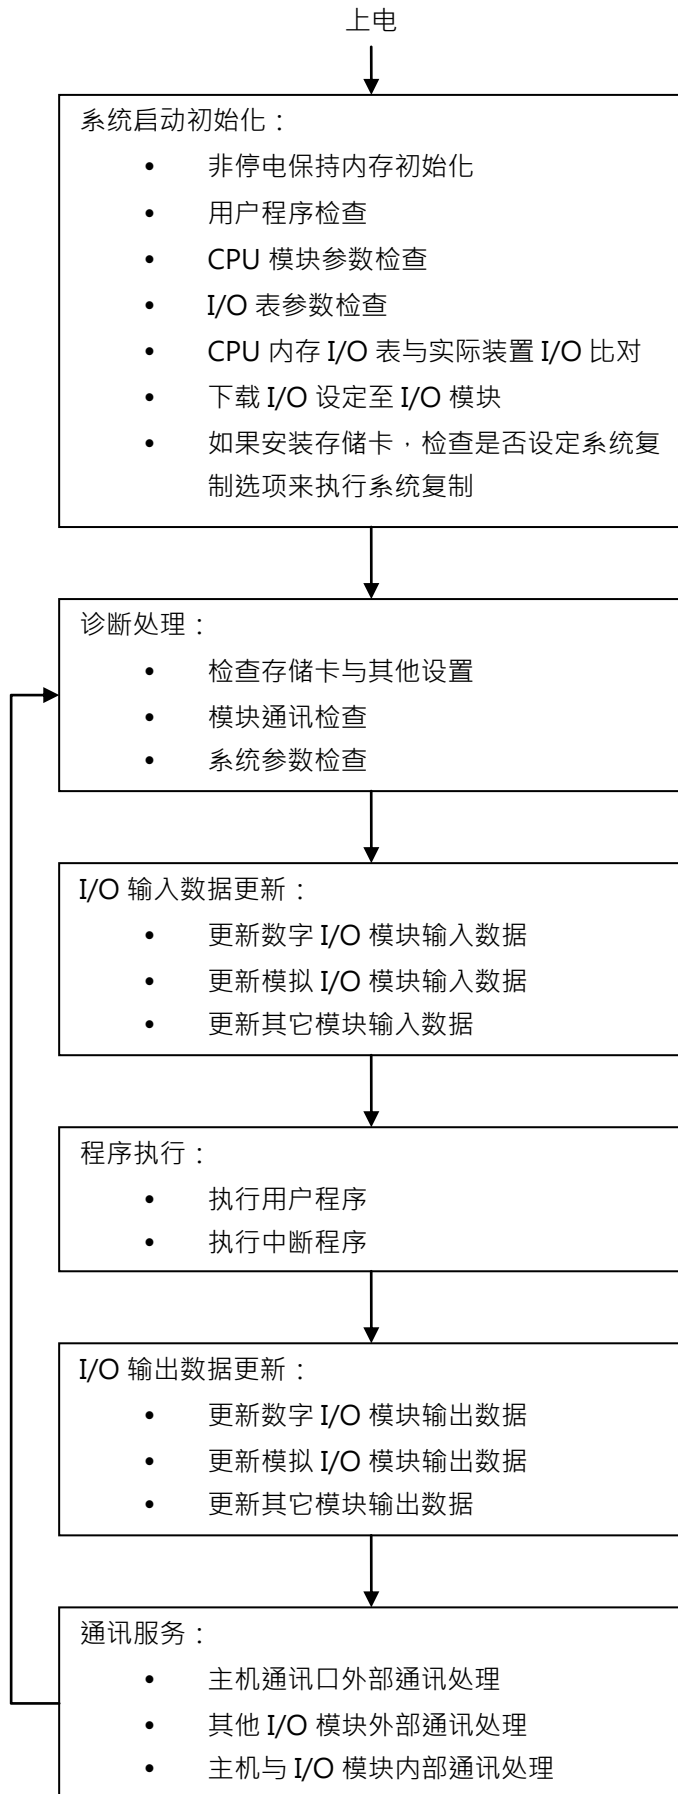 上电
系统启动初始化：
• 非停电保持内存初始化
• 用户程序检查
• CPU 模块参数检查
• I/O 表参数检查
• CPU 内存 I/O 表与实际装置 I/O 比对
• 下载 I/O 设定至 I/O 模块
• 如果安装存储卡，检查是否设定系统复
制选项来执行系统复制
诊断处理：
• 检查存储卡与其他设置
• 模块通讯检查
• 系统参数检查
I/O 输入数据更新：
• 更新数字 I/O 模块输入数据
• 更新模拟 I/O 模块输入数据
• 更新其它模块输入数据
程序执行：
• 执行用户程序
• 执行中断程序
I/O 输出数据更新：
• 更新数字 I/O 模块输出数据
• 更新模拟 I/O 模块输出数据
• 更新其它模块输出数据
通讯服务：
• 主机通讯口外部通讯处理
• 其他 I/O 模块外部通讯处理
• 主机与 I/O 模块内部通讯处理